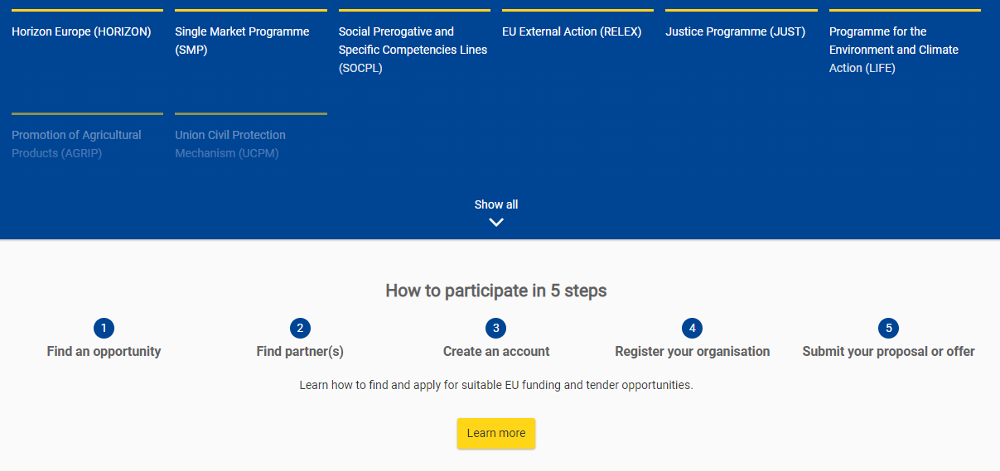 Horizon Europe (HORIZON)
Single Market Programme
(SMP)
Social Prerogative and
Specific Competencies Lines
(SOCPL)
EU External Action (RELEX)
Justice Programme (JUST)
Programme for the
Environment and Climate
Action (LIFE)
Promotion of Agricultural
Products (AGRIP)
Union Civil Protection
Mechanism (UCPM)
Show all
How to participate in 5 steps
1
Find an opportunity
2
Find partner(s)
3
Create an account
4
Register your organisation
5
Submit your proposal or offer
Learn how to find and apply for suitable EU funding and tender opportunities.
Learn more